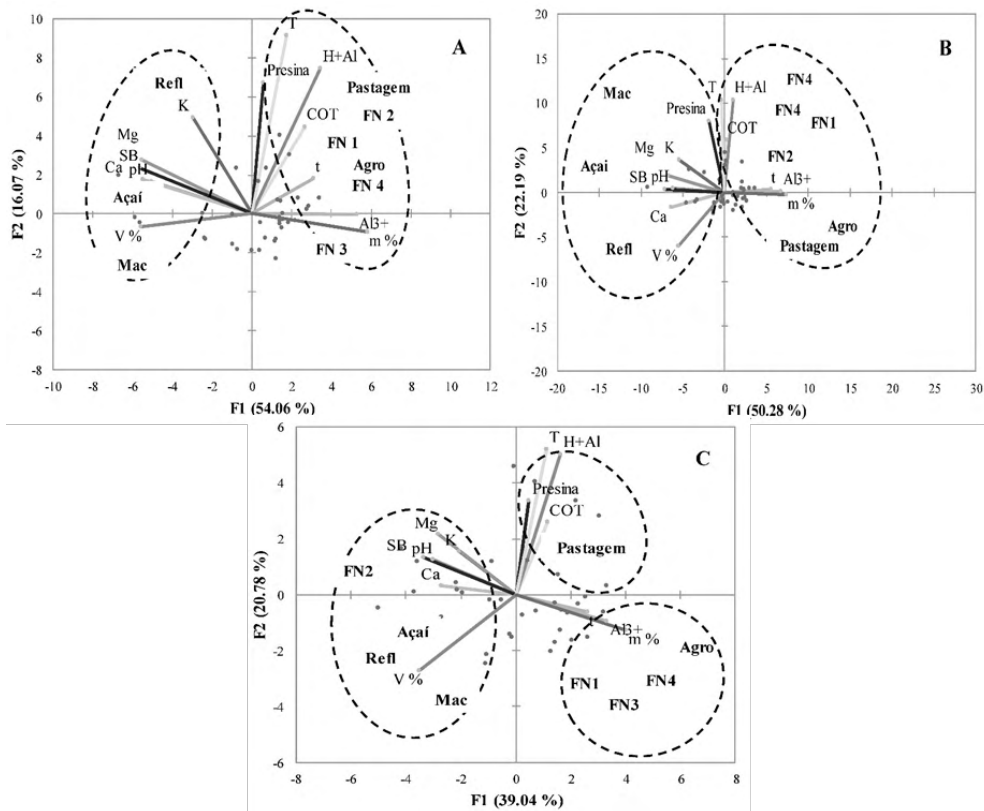 A
10
8
6
4
2
0
-2
-4
-6
-8
-10 -8 -6 -4 -2 0 2 4 6 8 10 12
F1 (54.06 %)
F2 (16.07 %)
T
H+Al
Presina
Pastagem
Refl
K
COT
FN 2
Mg
SB
FN 1
t
Agro
Ca pH
FN 4
Açaí
Al3+
V %
m %
FN 3
Mac
B
20
15
10
5
0
-5
-10
-15
-20
-20 -15 -10 -5 0 5 10 15 20 25 30
F1 (50.28 %)
F2 (22.19 %)
Mac
T
H+Al
FN4
Presina
FN4
FN1
COT
Mg K
FN2
Açai
SB pH
t
Al3+
m %
Ca
Agro
Refl
V %
Pastagem
C
6
4
2
0
-2
-4
-6
-8 -6 -4 -2 0 2 4 6 8
F1 (39.04 %)
F2 (20.78 %)
T
H+Al
Presina
COT
Mg
K
Pastagem
SB pH
FN2
Ca
Açaí
Al3+
m %
Refl
Agro
V %
FN1
FN4
Mac
FN3